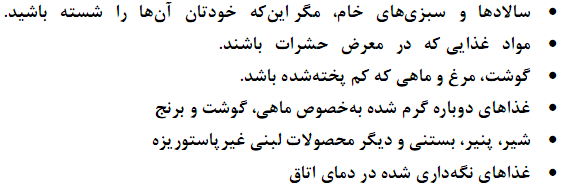 • سالادها و سبزی‌های خام، مگر این‌که خودتان آن‌ها را شسته باشید.
• مواد غذایی که در معرض حشرات باشند.
• گوشت، مرغ و ماهی که کم پخته‌شده باشد.
• غذاهای دوباره گرم شده به‌خصوص ماهی، گوشت و برنج
• شیر، پنیر، بستنی و دیگر محصولات لبنی غیرپاستوریزه
• غذاهای نگه‌داری شده در دمای اتاق